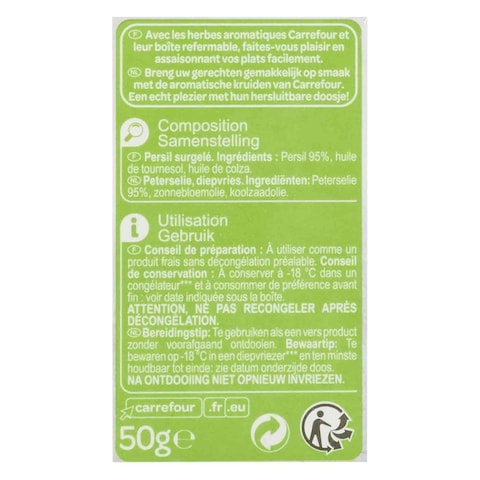 F Avec les herbes aromatiques Carrefour et
leur boîte refermable, faites-vous plaisir en
assaisonnant vos plats facilement.
NL Breng uw gerechten gemakkelijk op smaak
met de aromatische kruiden van Carrefour.
Een echt plezier met hun hersluitbare doosje!
Composition
Samenstelling
F Persil surgelé. Ingrédients : Persil 95%, huile
de tournesol, huile de colza.
NL Peterselie, diepvries. Ingrediënten: Peterselie
95%, zonnebloemolie, koolzaadolie.
i Utilisation
Gebruik
F Conseil de préparation : À utiliser comme un
produit frais sans décongélation préalable. Conseil
de conservation : À conserver à -18 °C dans un
congélateur*** et à consommer de préférence avant
fin : voir date indiquée sous la boîte.
ATTENTION, NE PAS RECONGELER APRÈS
DÉCONGÉLATION.
NL Bereidingstip: Te gebruiken als een vers product
zonder voorafgaand ontdooien. Bewaartip: Te
bewaren op -18 °C in een diepvriezer*** en ten minste
houdbaar tot einde: zie datum onderzijde doos.
NA ONTDOOIING NIET OPNIEUW INVRIEZEN.
carrefour .fr .eu
50g e